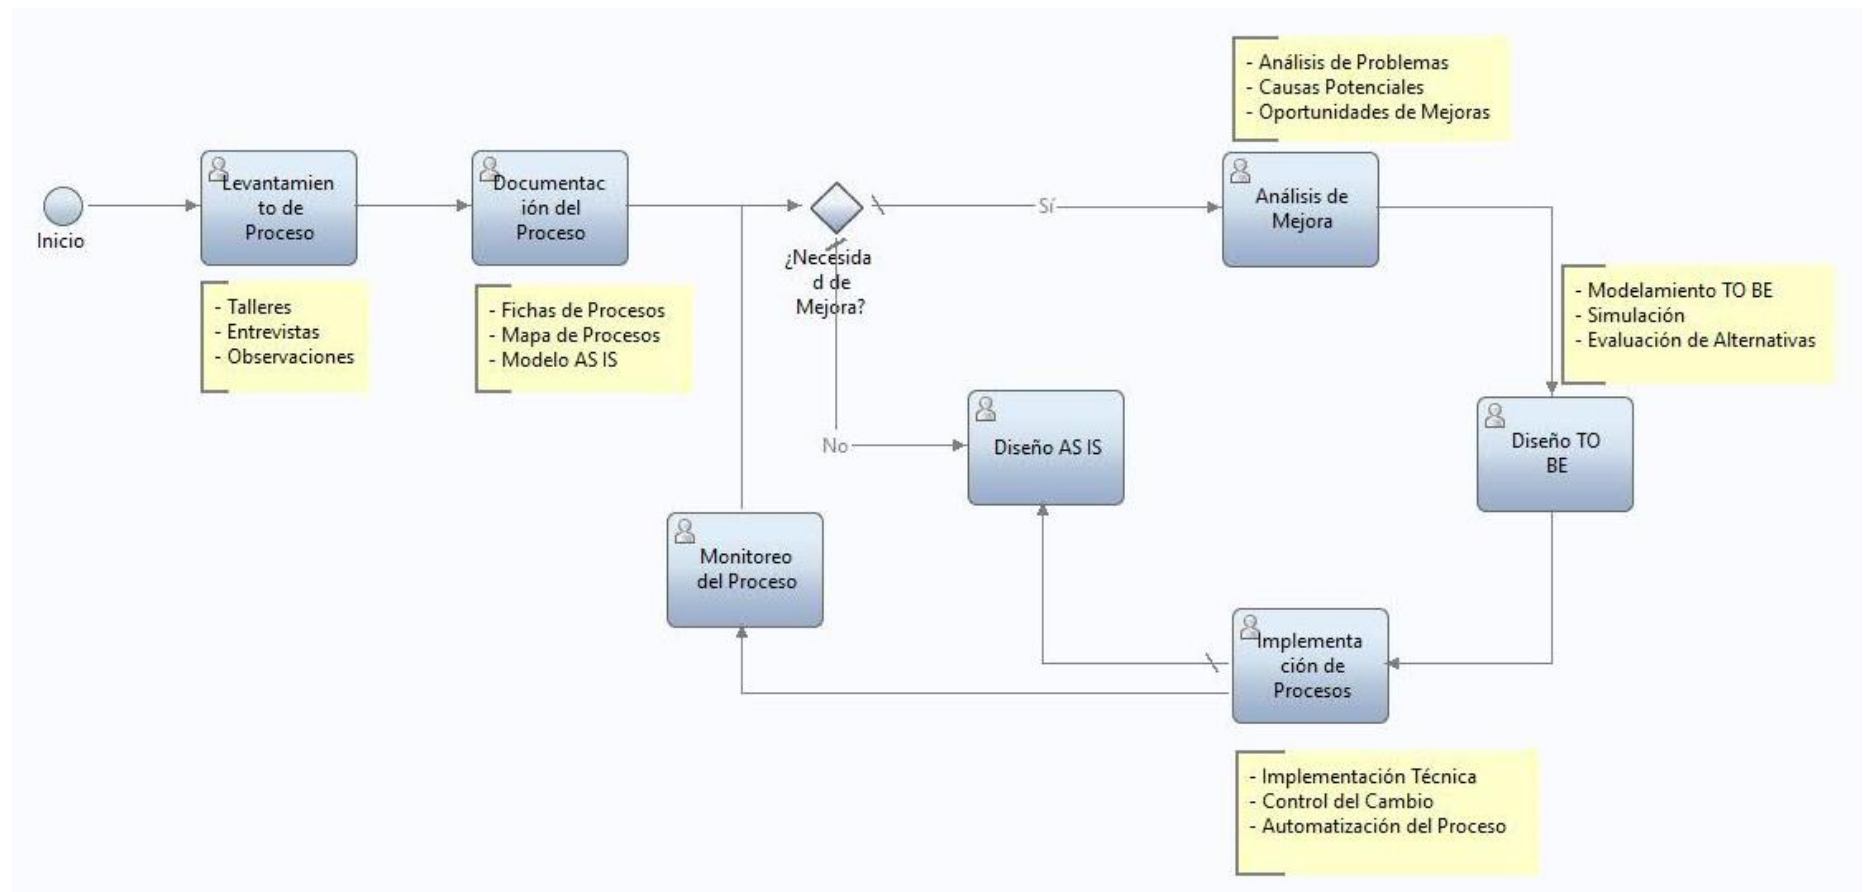 Inicio
Levantamien
to de
Proceso
- Talleres
- Entrevistas
- Observaciones
Documentac
ión del
Proceso
- Fichas de Procesos
- Mapa de Procesos
- Modelo AS IS
¿Necesida
d de
Mejora?
Sí
- Análisis de Problemas
- Causas Potenciales
- Oportunidades de Mejoras
Análisis de
Mejora
- Modelamiento TO BE
- Simulación
- Evaluación de Alternativas
No
Diseño AS IS
Diseño TO
BE
Monitoreo
del Proceso
Implementa
ción de
Procesos
- Implementación Técnica
- Control del Cambio
- Automatización del Proceso